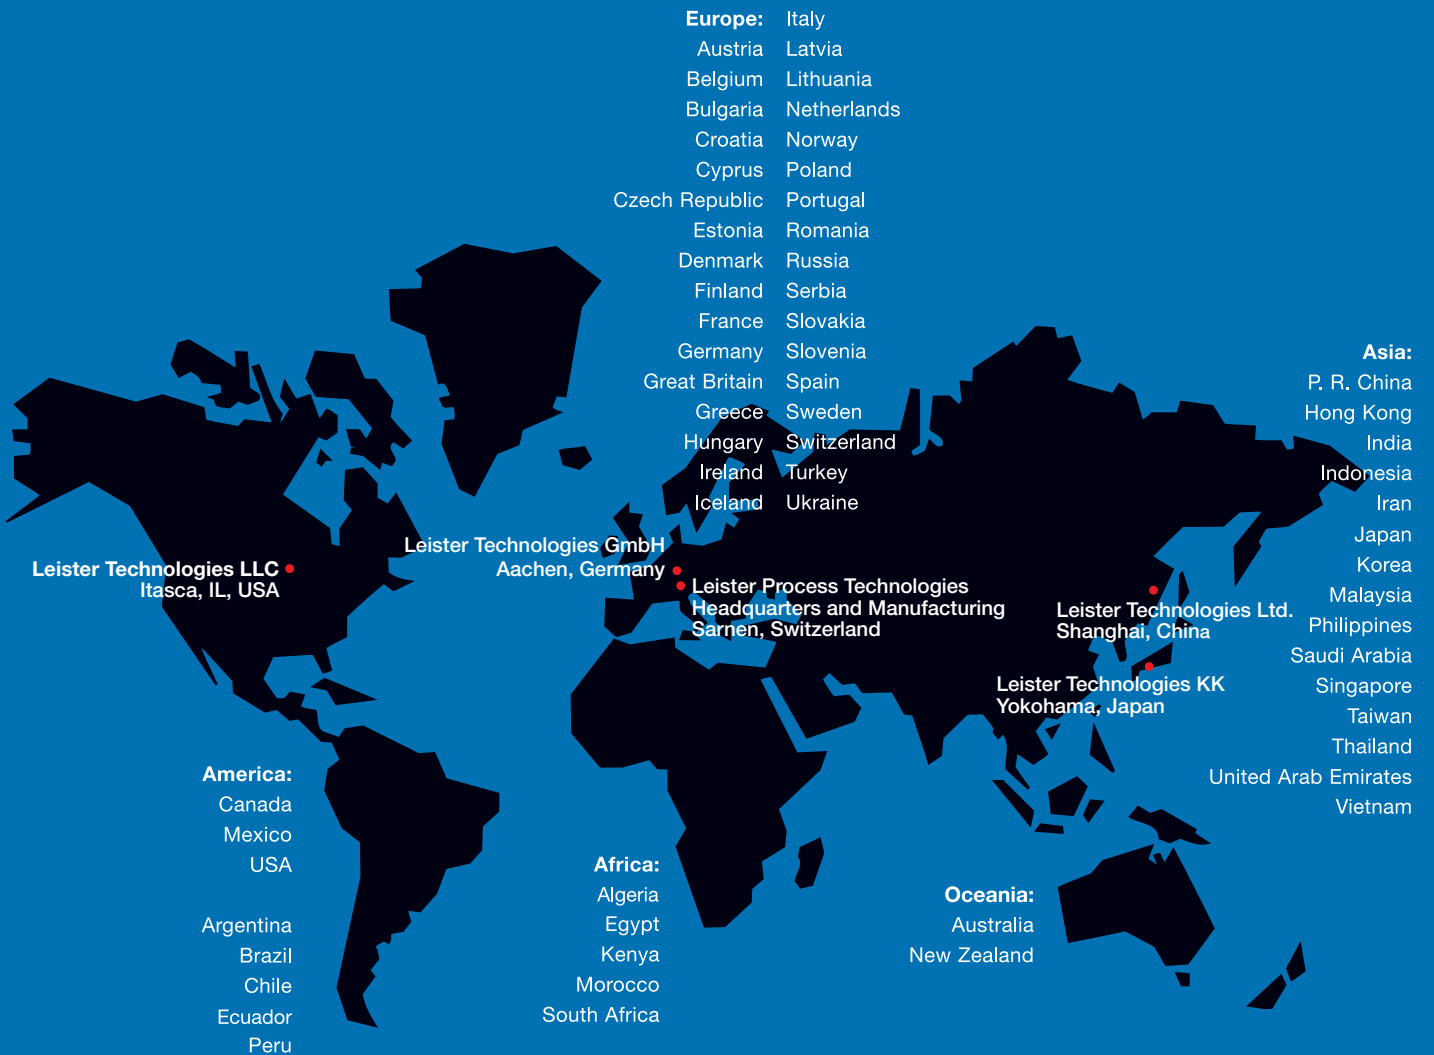 Europe:
Austria
Belgium
Bulgaria
Croatia
Cyprus
Czech Republic
Estonia
Denmark
Finland
France
Germany
Great Britain
Greece
Hungary
Ireland
Iceland
Italy
Latvia
Lithuania
Netherlands
Norway
Poland
Portugal
Romania
Russia
Serbia
Slovakia
Slovenia
Spain
Sweden
Switzerland
Turkey
Ukraine
Asia:
P. R. China
Hong Kong
India
Indonesia
Iran
Japan
Korea
Malaysia
Philippines
Saudi Arabia
Singapore
Taiwan
Thailand
United Arab Emirates
Vietnam
Leister Technologies LLC
Itasca, IL, USA
Leister Technologies GmbH
Aachen, Germany
Leister Process Technologies
Headquarters and Manufacturing
Sarnen, Switzerland
Leister Technologies Ltd.
Shanghai, China
Leister Technologies KK
Yokohama, Japan
America:
Canada
Mexico
USA
Argentina
Brazil
Chile
Ecuador
Peru
Africa:
Algeria
Egypt
Kenya
Morocco
South Africa
Oceania:
Australia
New Zealand